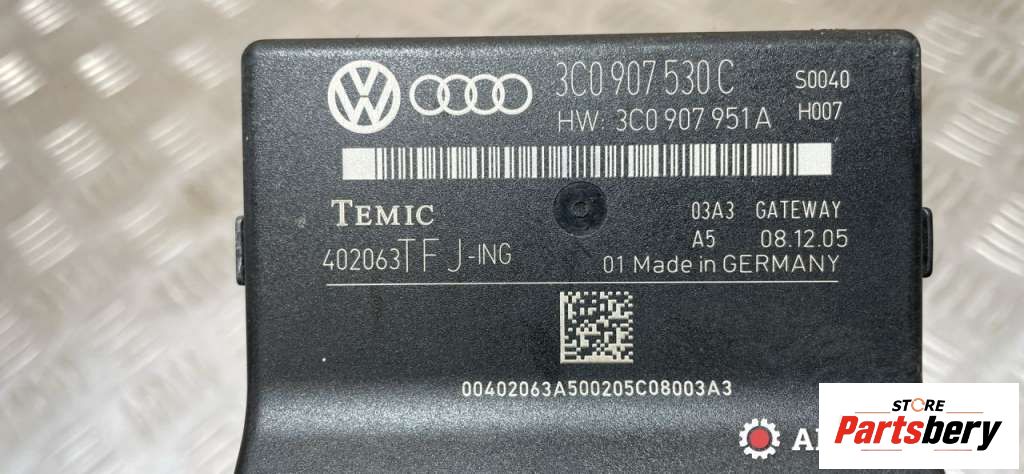 3C0 907 530 C S0040
HW: 3C0 907 951 A H007
TEMIC 03A3 GATEWAY
A5 08.12.05
402063TFJ-ING 01 Made in GERMANY
00402063A500205C08003A3
STORE
Partsbery